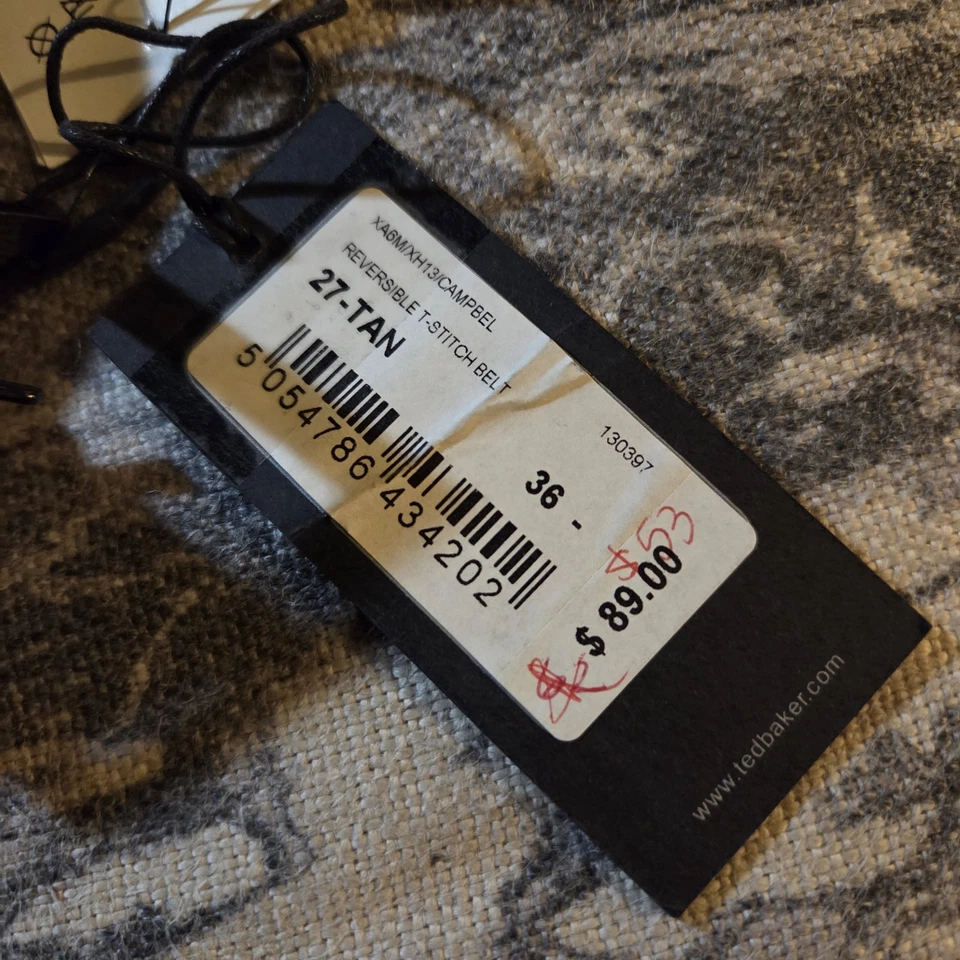 XA6M/XH13/CAMPBEL
REVERSIBLE T-STITCH BELT
27-TAN
5 054786 434202
130397
36 -
$53
$ 89.00
www.tedbaker.com